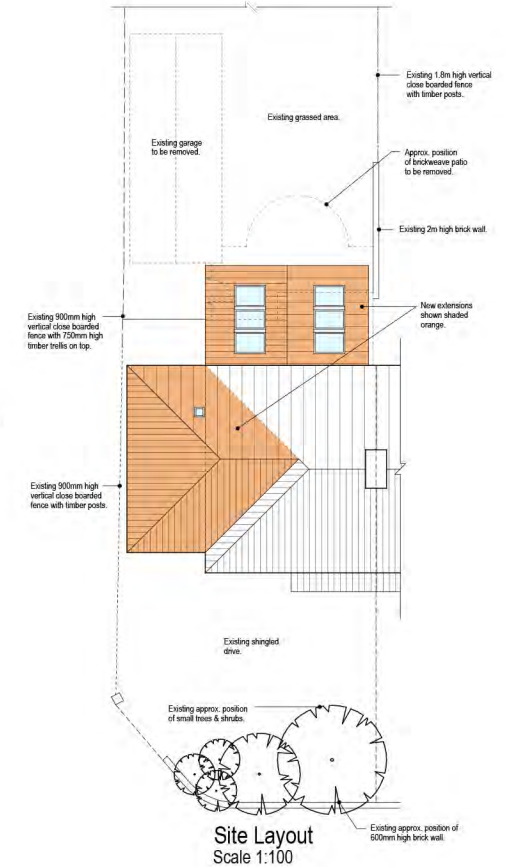 Existing 1.8m high vertical
close boarded fence
with timber posts.
Existing grassed area.
Existing garage
to be removed.
Approx. position
of brickweave patio
to be removed.
Existing 2m high brick wall.
New extensions
shown shaded
orange.
Existing 900mm high
vertical close boarded
fence with 750mm high
timber trellis on top.
Existing 900mm high
vertical close boarded
fence with timber posts.
Existing shingled
drive.
Existing approx. position
of small trees & shrubs.
Existing approx. position of
600mm high brick wall.
Site Layout
Scale 1:100